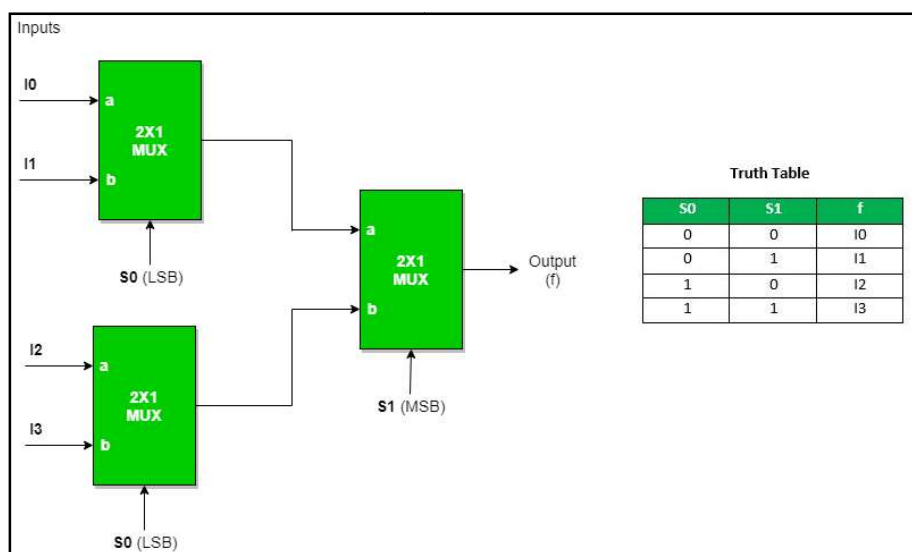 Inputs
I0
a
2X1
MUX
I1
b
S0 (LSB)
a
2X1
MUX
b
Output
(f)
S1 (MSB)
I2
a
2X1
MUX
I3
b
S0 (LSB)
Truth Table
S0 S1 f
0 0 I0
0 1 I1
1 0 I2
1 1 I3